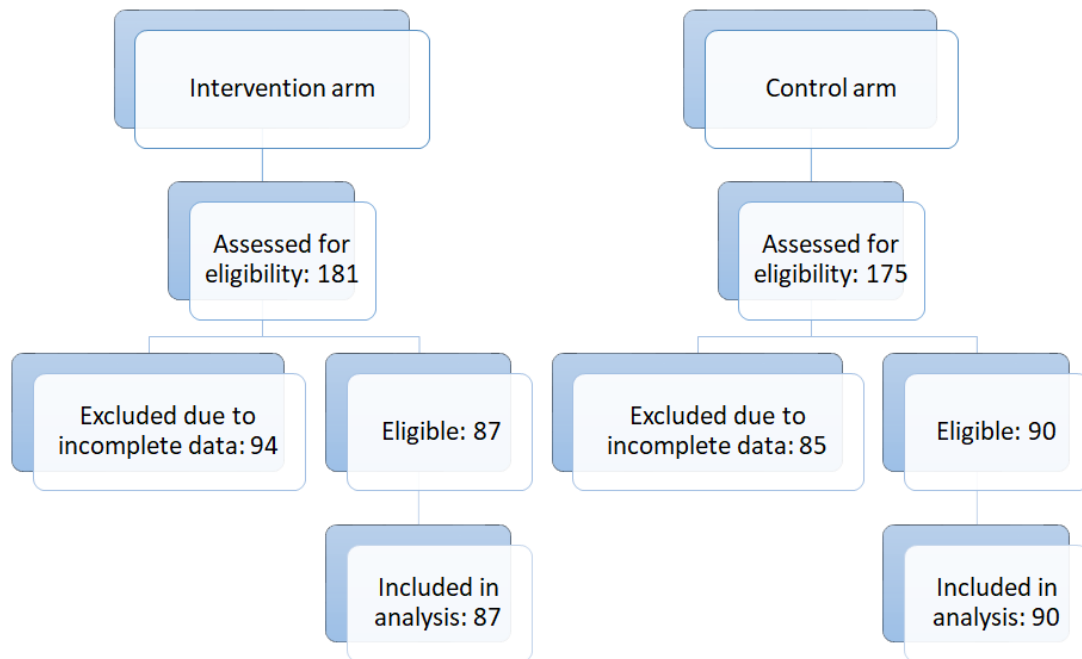 Intervention arm
Control arm
Assessed for
eligibility: 181
Assessed for
eligibility: 175
Excluded due to
incomplete data: 94
Eligible: 87
Excluded due to
incomplete data: 85
Eligible: 90
Included in
analysis: 87
Included in
analysis: 90